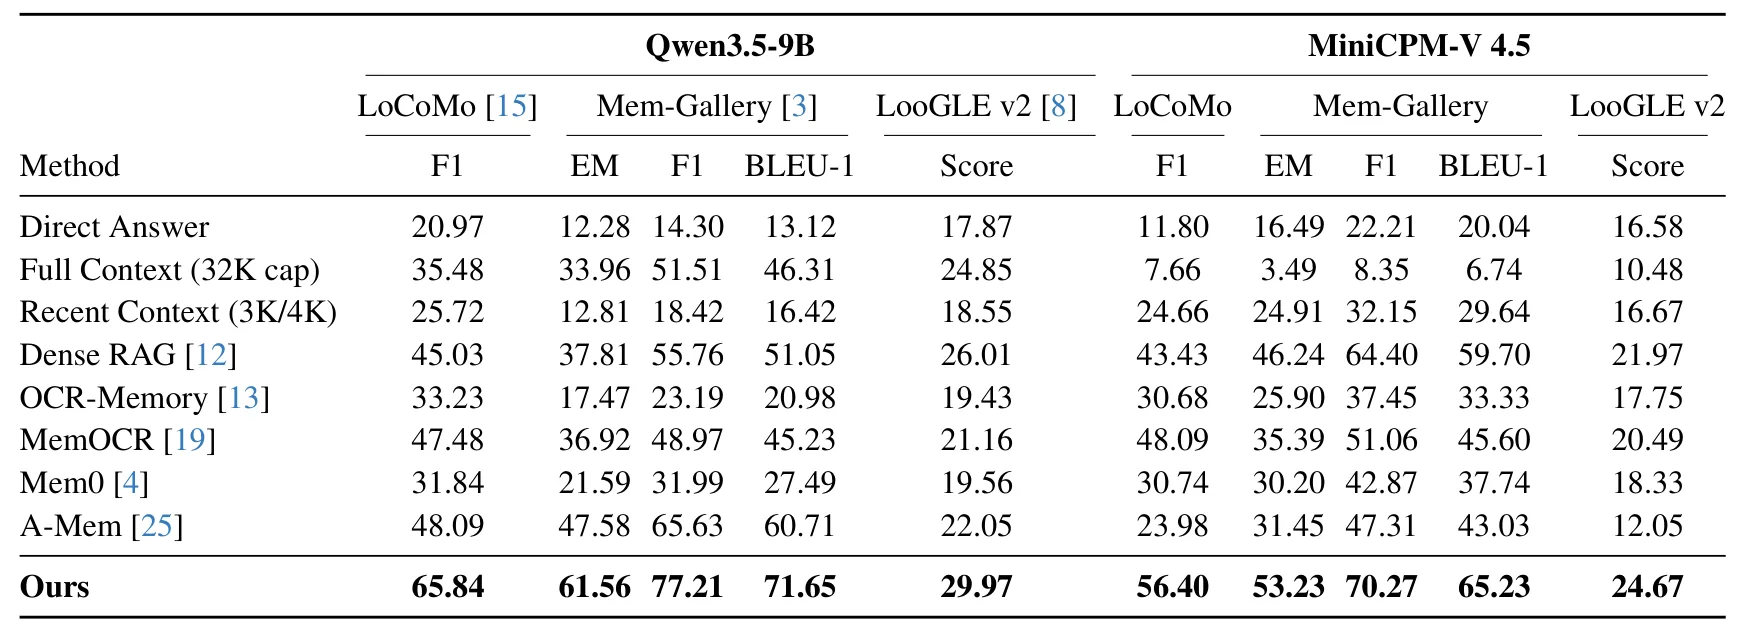 Qwen3.5-9B MiniCPM-V 4.5
LoCoMo [15] Mem-Gallery [3] LooGLE v2 [8] LoCoMo Mem-Gallery LooGLE v2
Method F1 EM F1 BLEU-1 Score F1 EM F1 BLEU-1 Score
Direct Answer 20.97 12.28 14.30 13.12 17.87 11.80 16.49 22.21 20.04 16.58
Full Context (32K cap) 35.48 33.96 51.51 46.31 24.85 7.66 3.49 8.35 6.74 10.48
Recent Context (3K/4K) 25.72 12.81 18.42 16.42 18.55 24.66 24.91 32.15 29.64 16.67
Dense RAG [12] 45.03 37.81 55.76 51.05 26.01 43.43 46.24 64.40 59.70 21.97
OCR-Memory [13] 33.23 17.47 23.19 20.98 19.43 30.68 25.90 37.45 33.33 17.75
MemOCR [19] 47.48 36.92 48.97 45.23 21.16 48.09 35.39 51.06 45.60 20.49
Mem0 [4] 31.84 21.59 31.99 27.49 19.56 30.74 30.20 42.87 37.74 18.33
A-Mem [25] 48.09 47.58 65.63 60.71 22.05 23.98 31.45 47.31 43.03 12.05
Ours 65.84 61.56 77.21 71.65 29.97 56.40 53.23 70.27 65.23 24.67